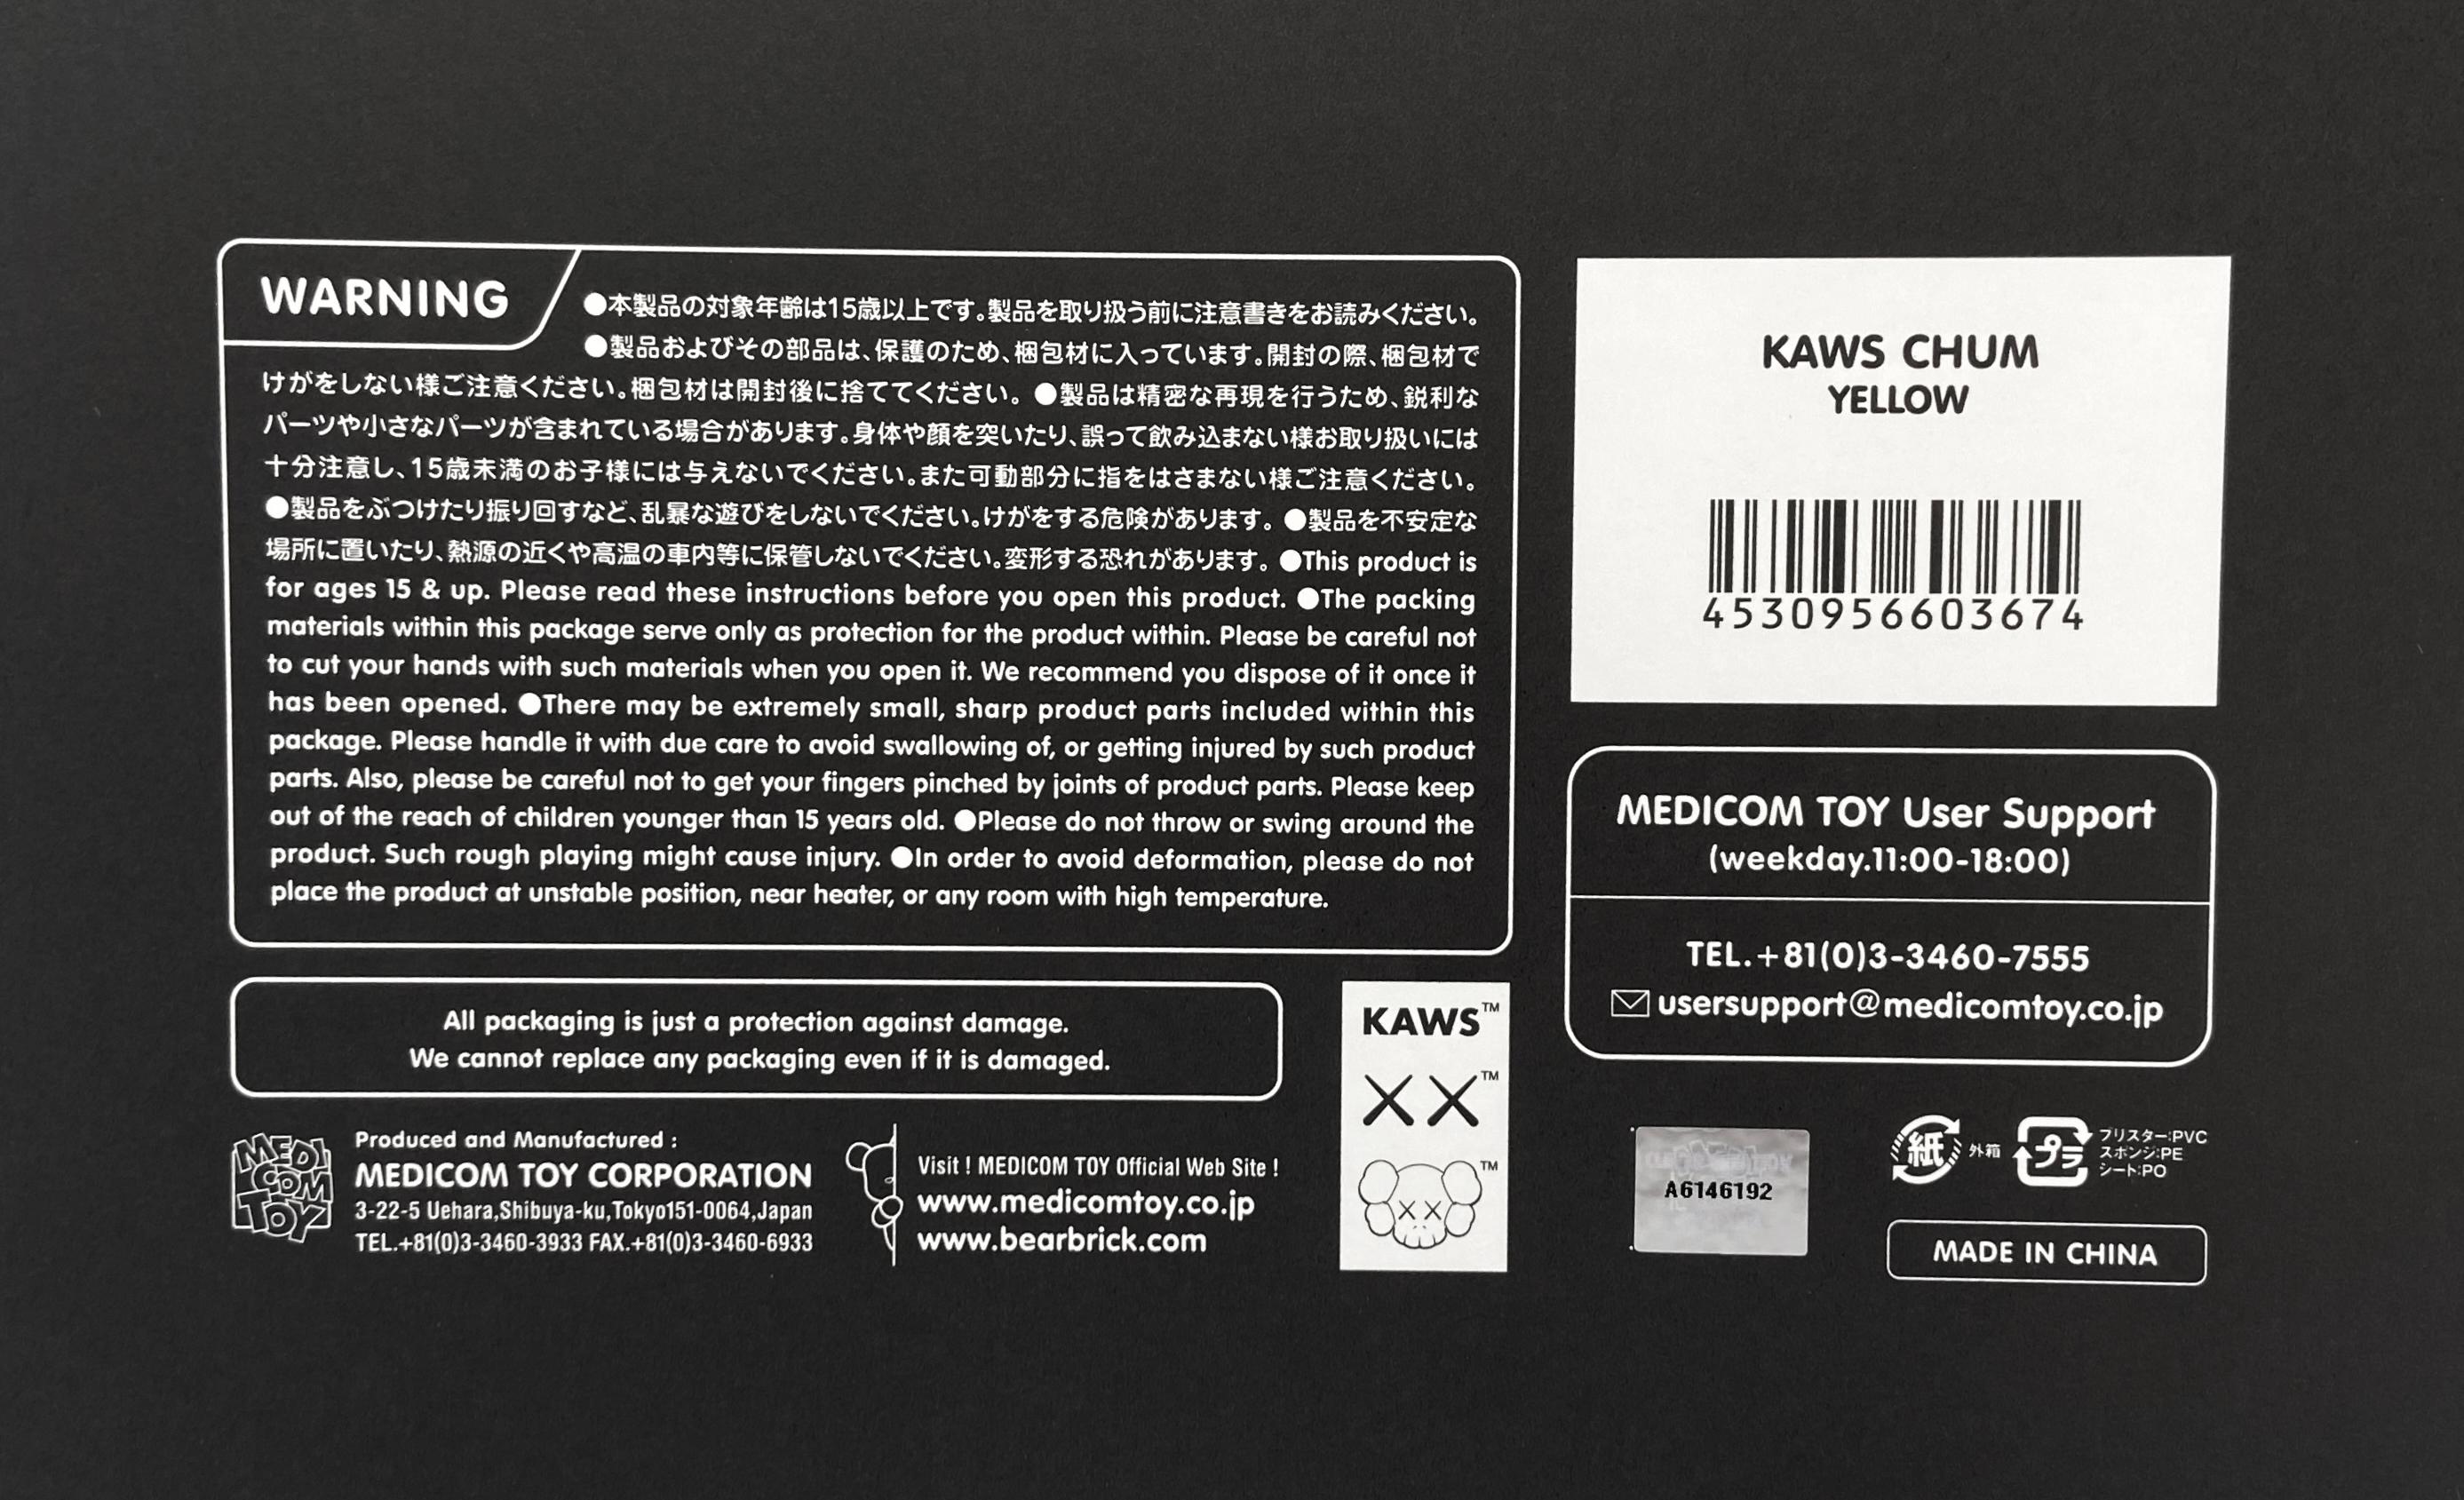 WARNING
●本製品の対象年齢は15歳以上です。製品を取り扱う前に注意書きをお読みください。
●製品およびその部品は、保護のため、梱包材に入っています。開封の際、梱包材で
けがをしない様ご注意ください。梱包材は開封後に捨ててください。●製品は精密な再現を行うため、鋭利な
パーツや小さなパーツが含まれている場合があります。身体や顔を突いたり、誤って飲み込まない様お取り扱いには
十分注意し、15歳未満のお子様には与えないでください。また可動部分に指をはさまない様ご注意ください。
●製品をぶつけたり振り回すなど、乱暴な遊びをしないでください。けがをする危険があります。●製品を不安定な
場所に置いたり、熱源の近くや高温の車内等に保管しないでください。変形する恐れがあります。●This product is
for ages 15 & up. Please read these instructions before you open this product. ●The packing
materials within this package serve only as protection for the product within. Please be careful not
to cut your hands with such materials when you open it. We recommend you dispose of it once it
has been opened. ●There may be extremely small, sharp product parts included within this
package. Please handle it with due care to avoid swallowing of, or getting injured by such product
parts. Also, please be careful not to get your fingers pinched by joints of product parts. Please keep
out of the reach of children younger than 15 years old. ●Please do not throw or swing around the
product. Such rough playing might cause injury. ●In order to avoid deformation, please do not
place the product at unstable position, near heater, or any room with high temperature.
All packaging is just a protection against damage.
We cannot replace any packaging even if it is damaged.
MEDI
COM
TOY
Produced and Manufactured :
MEDICOM TOY CORPORATION
3-22-5 Uehara,Shibuya-ku,Tokyo151-0064,Japan
TEL.+81(0)3-3460-3933 FAX.+81(0)3-3460-6933
Visit ! MEDICOM TOY Official Web Site !
www.medicomtoy.co.jp
www.bearbrick.com
KAWS™
XX™
™
KAWS CHUM
YELLOW
4530956603674
MEDICOM TOY User Support
(weekday.11:00-18:00)
TEL.+81(0)3-3460-7555
usersupport@medicomtoy.co.jp
A6146192
紙 外箱
プラ
ブリスター:PVC
スポンジ:PE
シート:PO
MADE IN CHINA